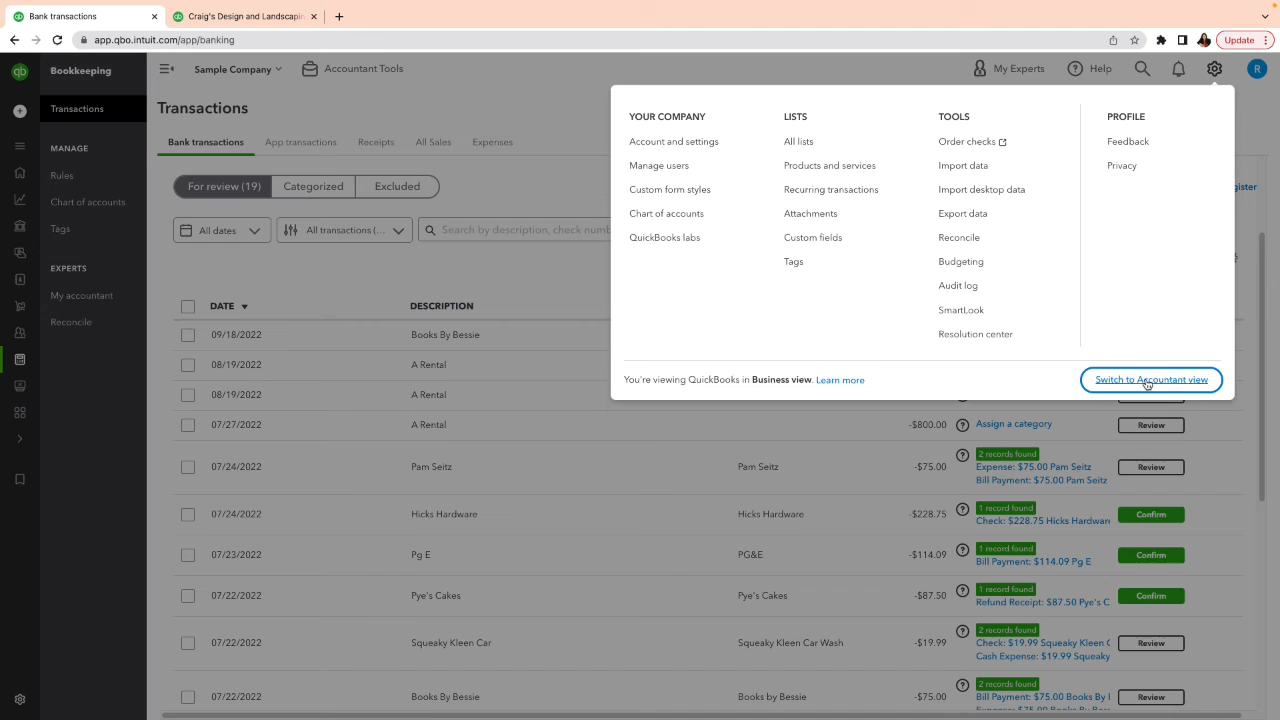 Bank transactions
Craig's Design and Landscapin
app.qbo.intuit.com/app/banking
Update
qb
Bookkeeping
Sample Company
Accountant Tools
My Experts
Help
R
Transactions
Transactions
Bank transactions
App transactions
Receipts
All Sales
Expenses
MANAGE
Rules
Chart of accounts
Tags
EXPERTS
My accountant
Reconcile
For review (19)
Categorized
Excluded
All dates
All transactions (...
Search by description, check numb
YOUR COMPANY
Account and settings
Manage users
Custom form styles
Chart of accounts
QuickBooks labs
LISTS
All lists
Products and services
Recurring transactions
Attachments
Custom fields
Tags
TOOLS
Order checks
Import data
Import desktop data
Export data
Reconcile
Budgeting
Audit log
SmartLook
Resolution center
PROFILE
Feedback
Privacy
You're viewing QuickBooks in Business view. Learn more
Switch to Accountant view
egister
DATE DESCRIPTION
09/18/2022 Books By Bessie
08/19/2022 A Rental
08/19/2022 A Rental
07/27/2022 A Rental -$800.00 Assign a category Review
07/24/2022 Pam Seitz Pam Seitz -$75.00 2 records found Review
Expense: $75.00 Pam Seitz
Bill Payment: $75.00 Pam Seitz
07/24/2022 Hicks Hardware Hicks Hardware -$228.75 1 record found Confirm
Check: $228.75 Hicks Hardwar
07/23/2022 Pg E PG&E -$114.09 1 record found Confirm
Bill Payment: $114.09 Pg E
07/22/2022 Pye's Cakes Pye's Cakes -$87.50 1 record found Confirm
Refund Receipt: $87.50 Pye's C
07/22/2022 Squeaky Kleen Car Squeaky Kleen Car Wash -$19.99 2 records found Review
Check: $19.99 Squeaky Kleen C
Cash Expense: $19.99 Squeaky
07/22/2022 Books By Bessie Books by Bessie -$75.00 2 records found Review
Bill Payment: $75.00 Books By I